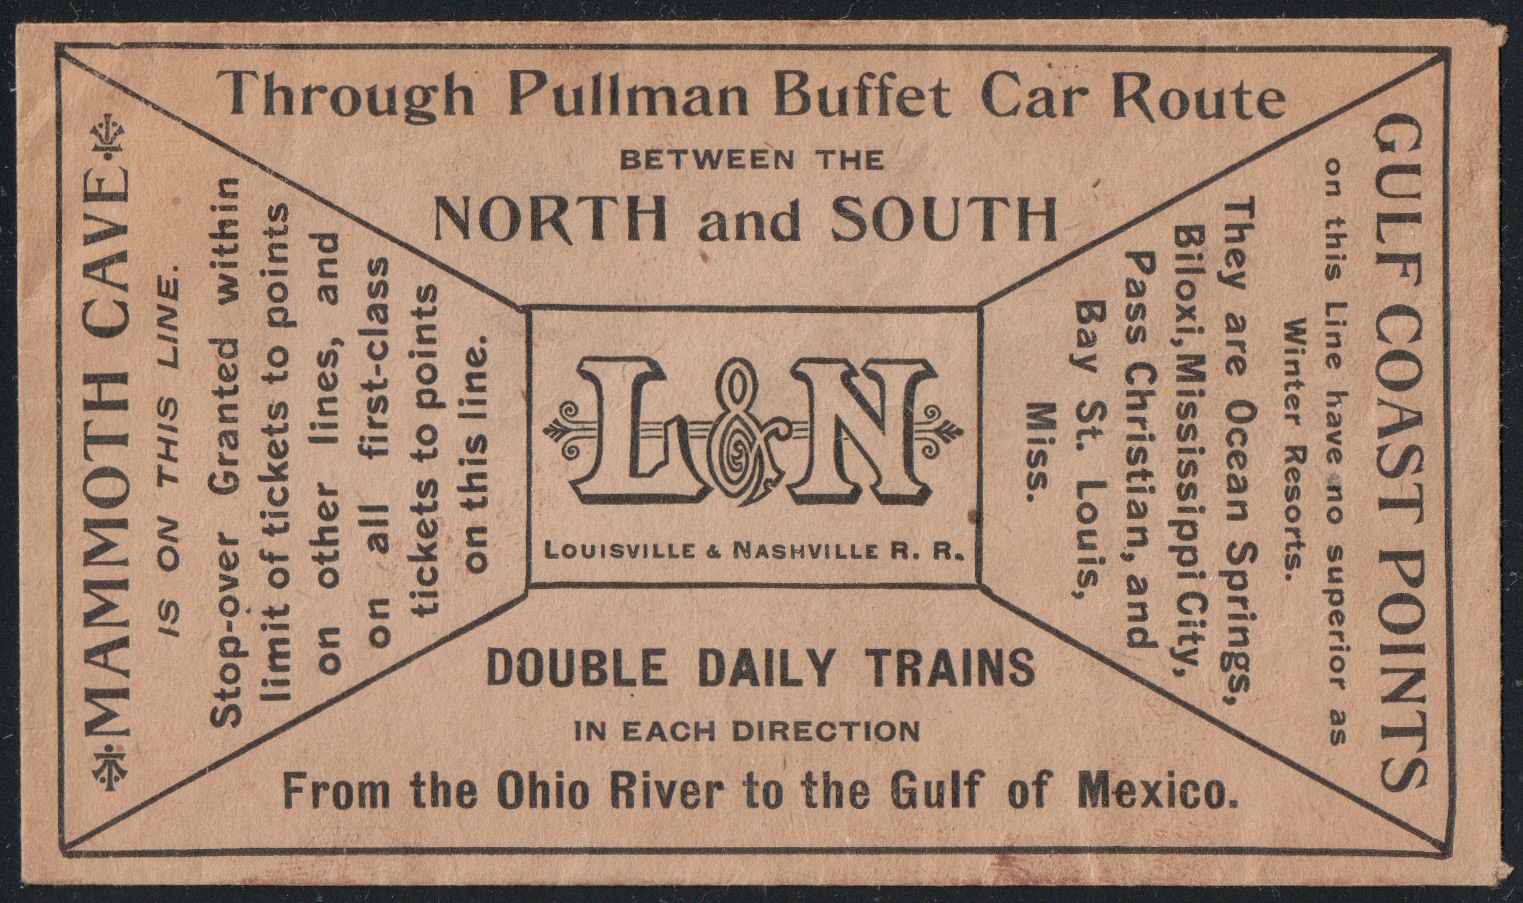 Through Pullman Buffet Car Route
BETWEEN THE
NORTH and SOUTH
MAMMOTH CAVE
IS ON THIS LINE.
Stop-over Granted within
limit of tickets to points
on other lines, and
on all first-class
tickets to points
on this line.
L&N
LOUISVILLE & NASHVILLE R. R.
GULF COAST POINTS
on this Line have no superior as
Winter Resorts.
They are Ocean Springs,
Biloxi, Mississippi City,
Pass Christian, and
Bay St. Louis,
Miss.
DOUBLE DAILY TRAINS
IN EACH DIRECTION
From the Ohio River to the Gulf of Mexico.